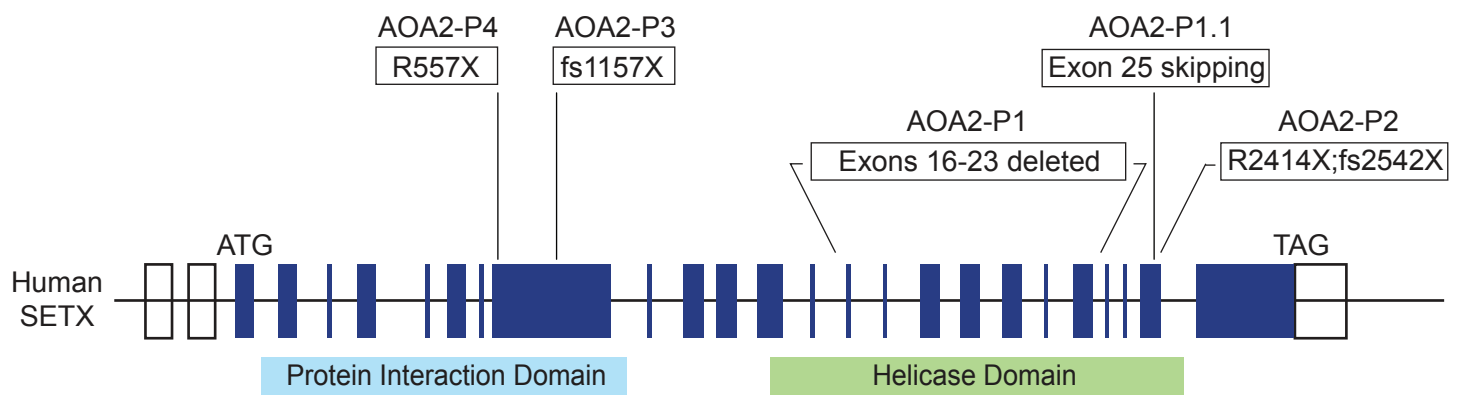 AOA2-P4
R557X
AOA2-P3
fs1157X
AOA2-P1.1
Exon 25 skipping
AOA2-P1
Exons 16-23 deleted
AOA2-P2
R2414X;fs2542X
ATG
TAG
Human
SETX
Protein Interaction Domain
Helicase Domain